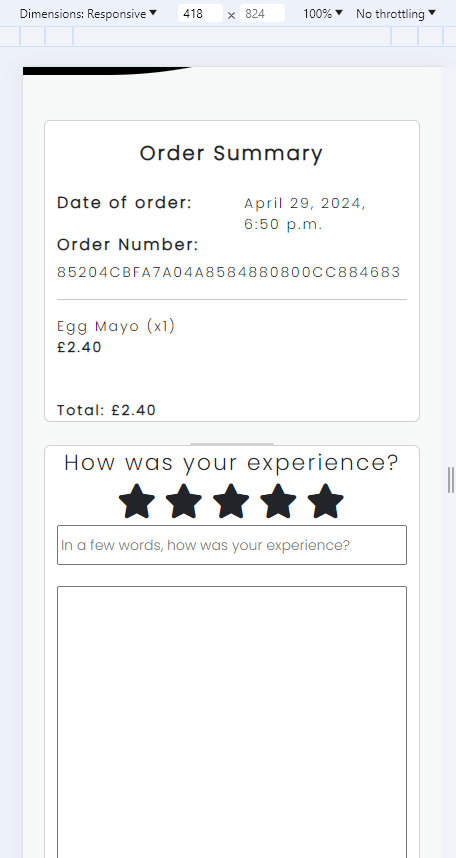 Dimensions: Responsive 418 × 824 100% No throttling
Order Summary
Date of order: April 29, 2024,
6:50 p.m.
Order Number:
85204CBFA7A04A8584880800CC884683
Egg Mayo (x1)
£2.40
Total: £2.40
How was your experience?
In a few words, how was your experience?